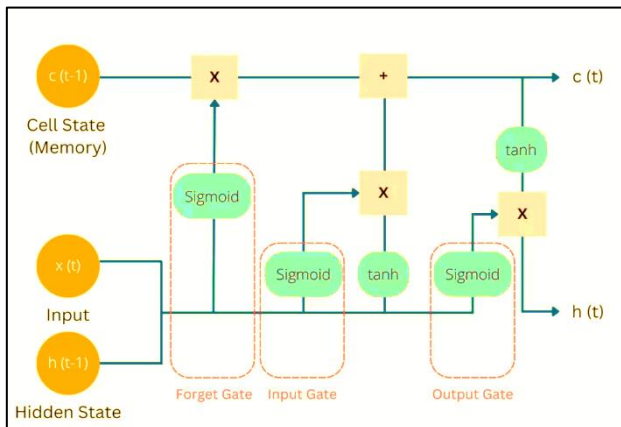 c (t-1)
X
+
c (t)
Cell State
(Memory)
tanh
Sigmoid
X
X
x (t)
Sigmoid
tanh
Sigmoid
Input
h (t)
h (t-1)
Hidden State
Forget Gate
Input Gate
Output Gate